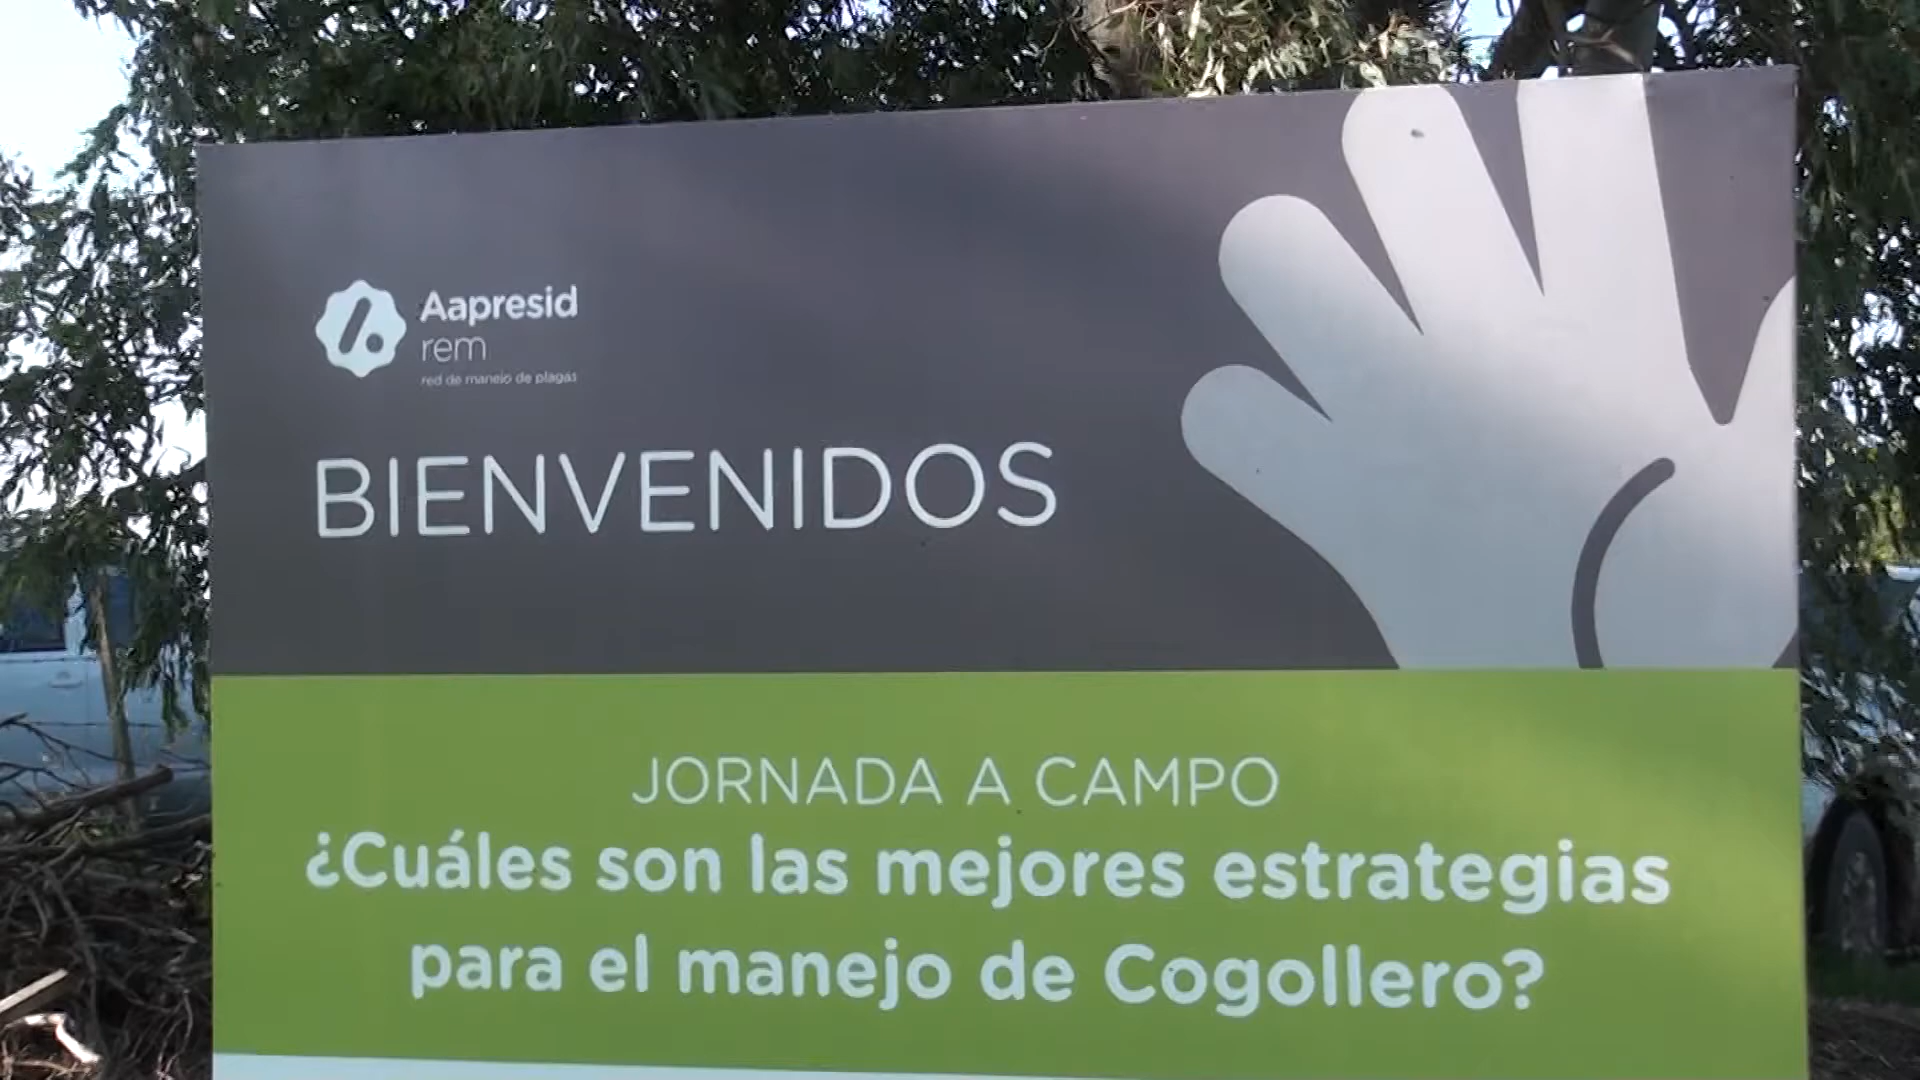 Aapresid
rem
red de manejo de plagas
BIENVENIDOS
JORNADA A CAMPO
¿Cuáles son las mejores estrategias
para el manejo de Cogollero?